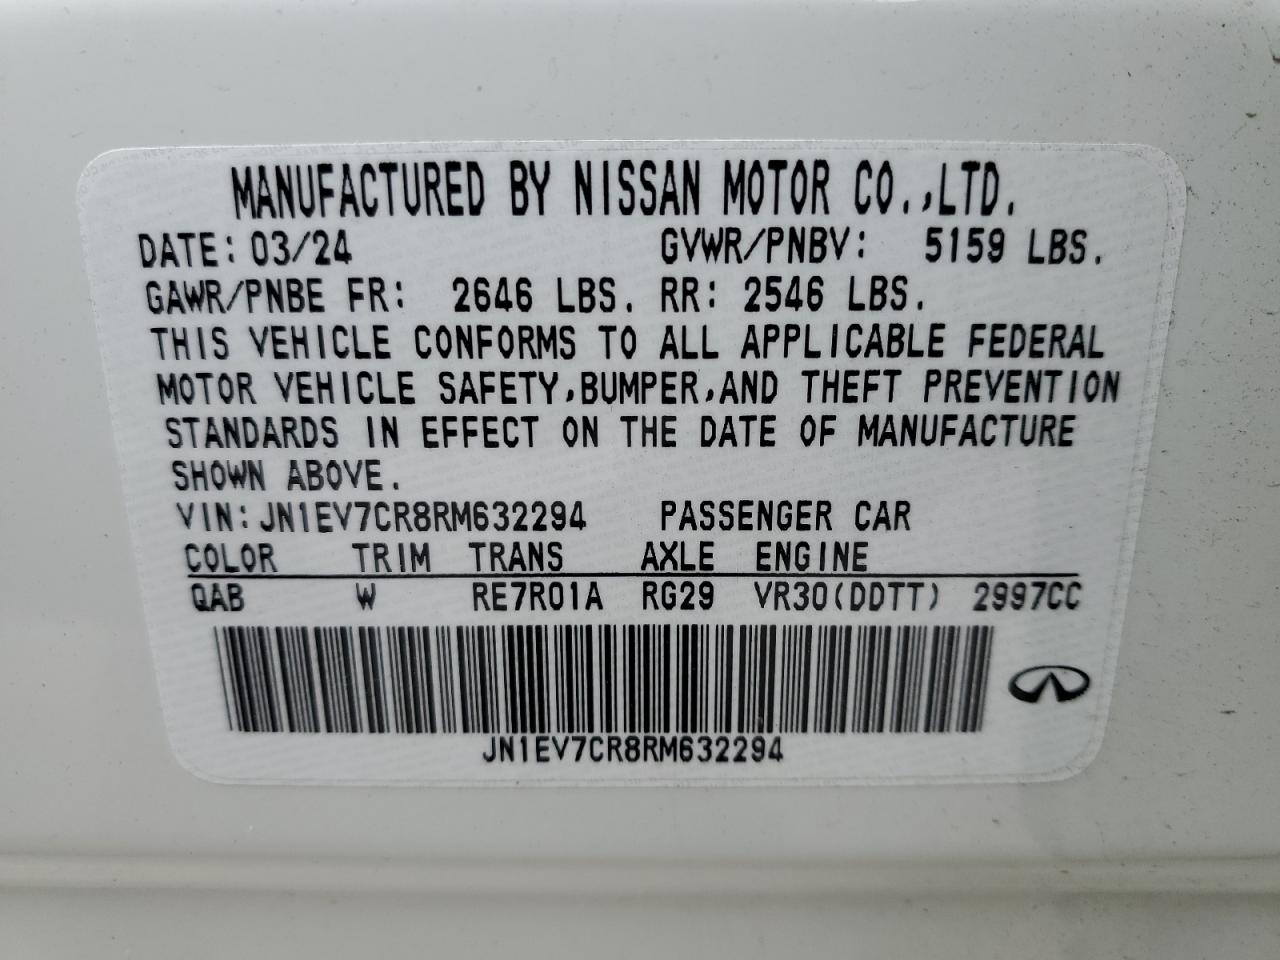 MANUFACTURED BY NISSAN MOTOR CO.,LTD.
DATE: 03/24 GVWR/PNBV: 5159 LBS.
GAWR/PNBE FR: 2646 LBS. RR: 2546 LBS.
THIS VEHICLE CONFORMS TO ALL APPLICABLE FEDERAL
MOTOR VEHICLE SAFETY,BUMPER,AND THEFT PREVENTION
STANDARDS IN EFFECT ON THE DATE OF MANUFACTURE
SHOWN ABOVE.
VIN:JN1EV7CR8RM632294 PASSENGER CAR
COLOR TRIM TRANS AXLE ENGINE
QAB W RE7R01A RG29 VR30(DDTT) 2997CC
JN1EV7CR8RM632294